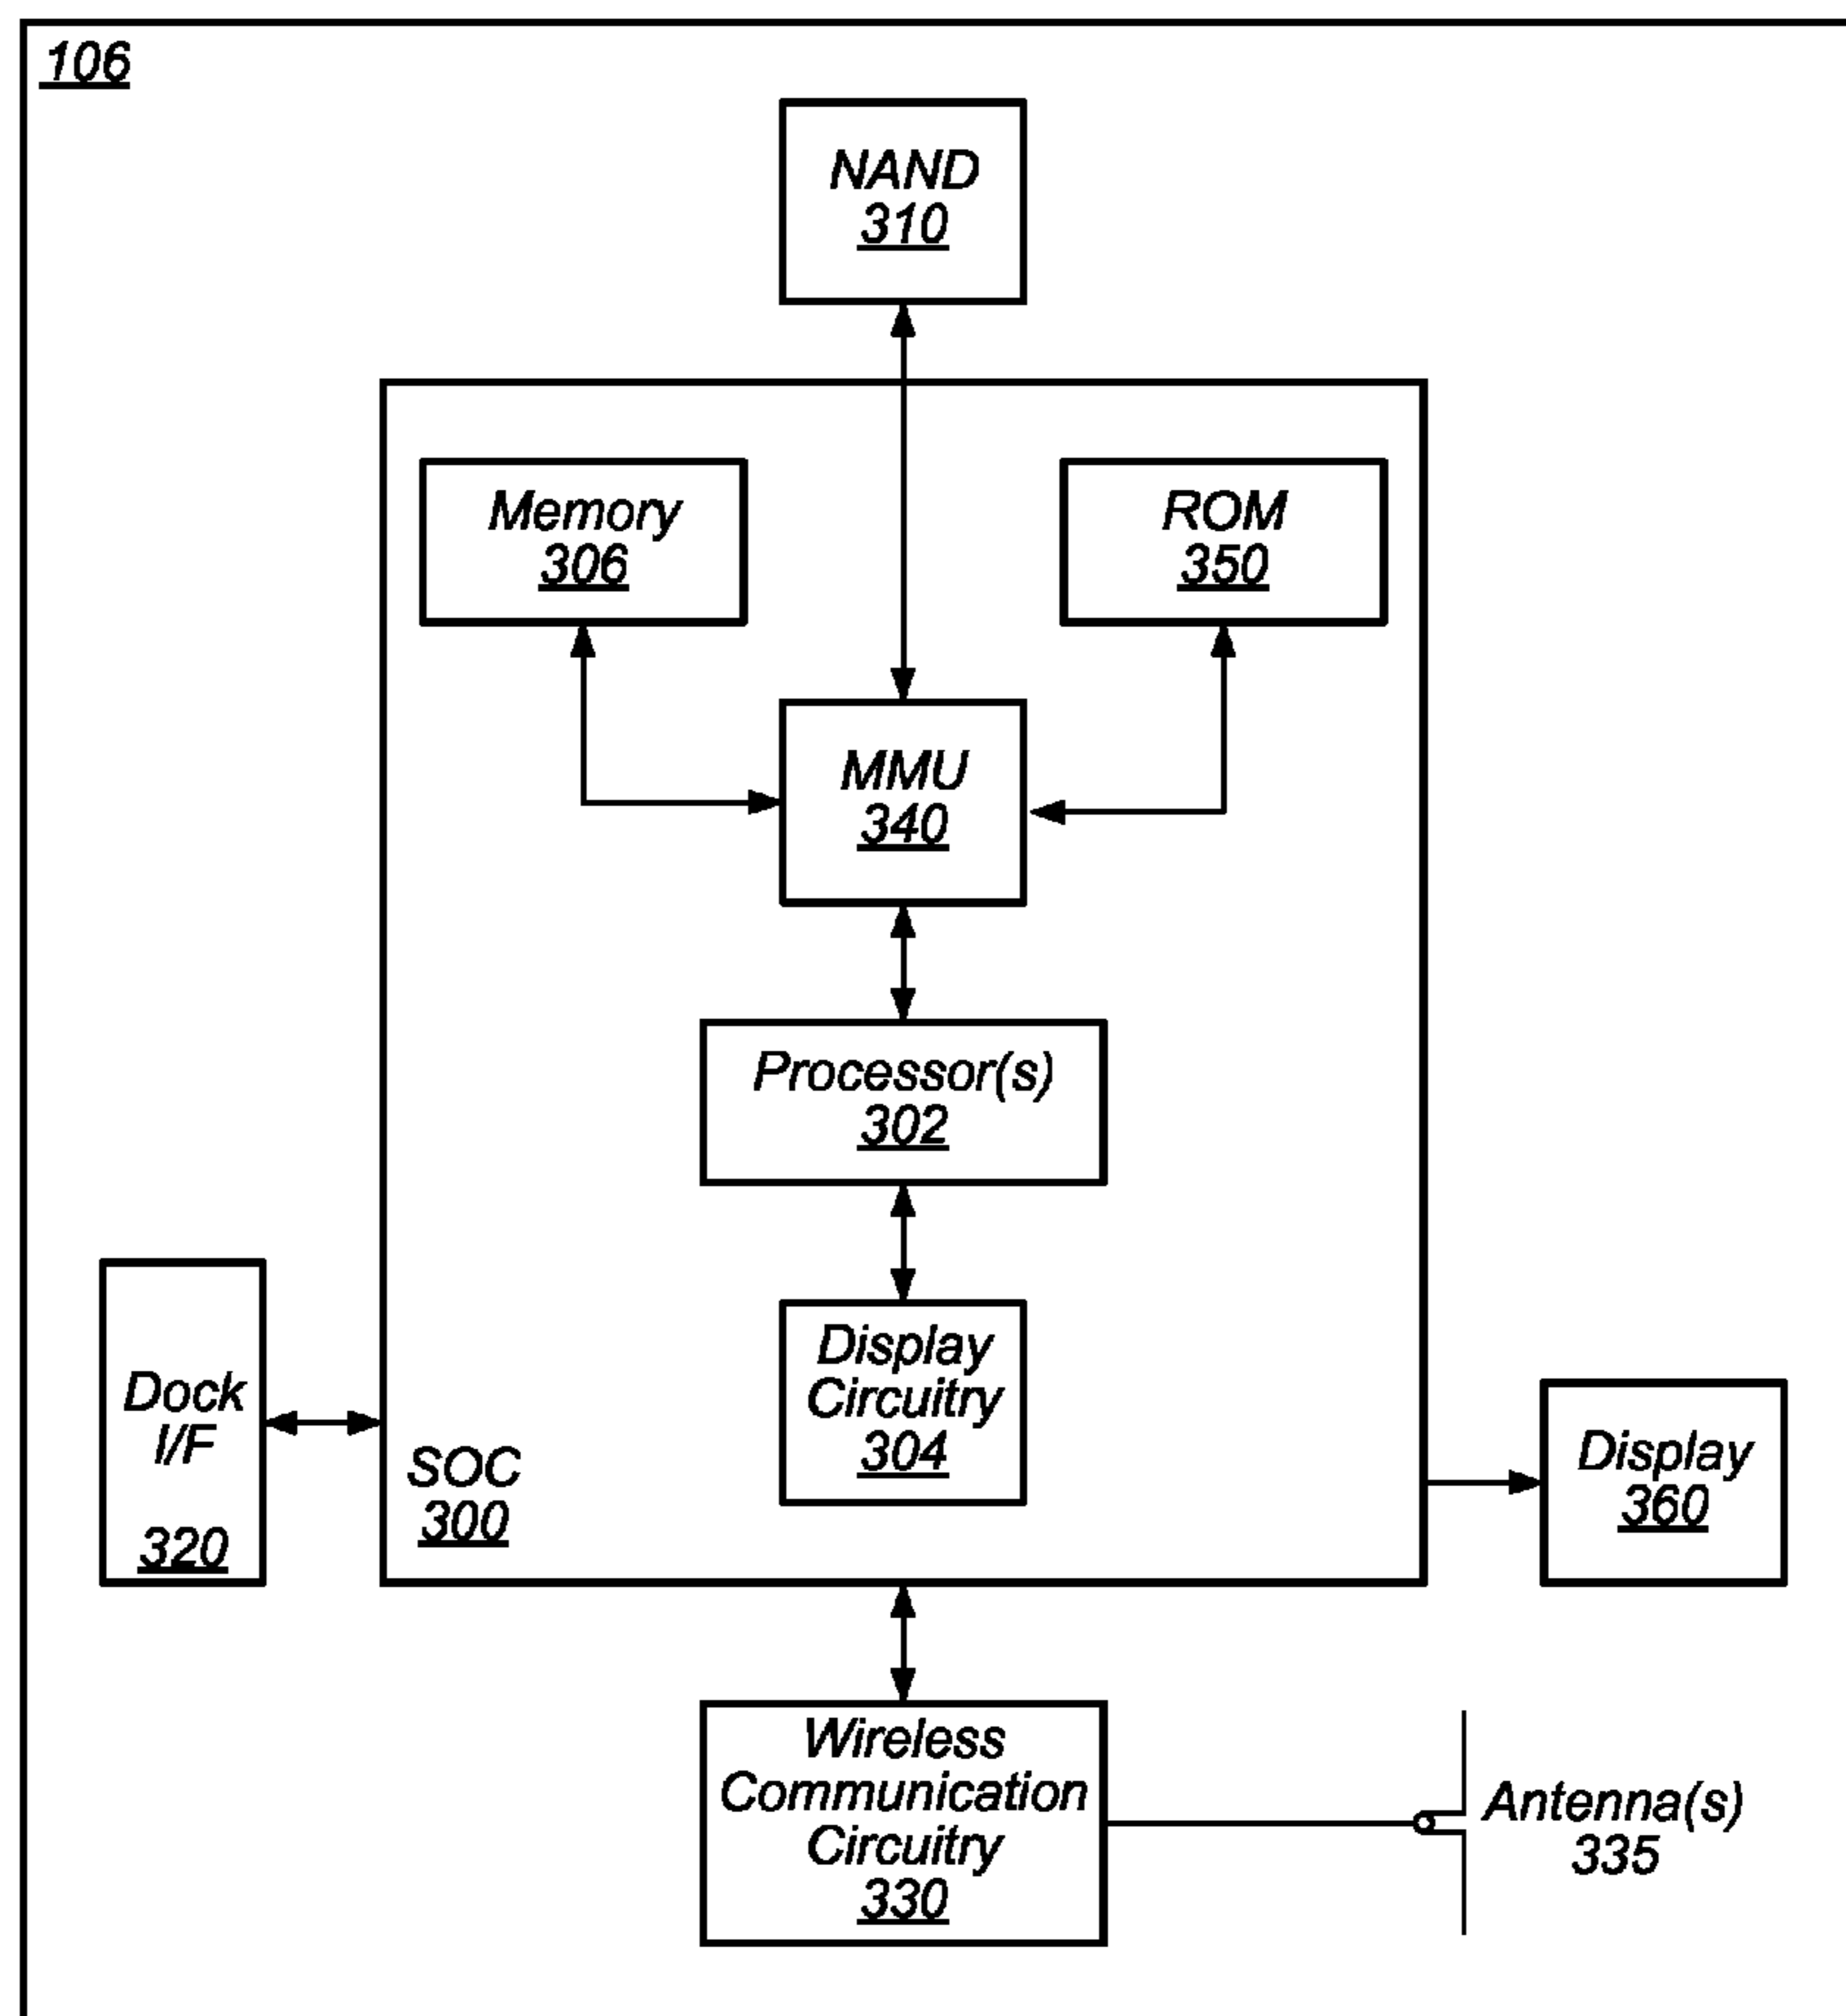 106
NAND
310
Memory
306
ROM
350
MMU
340
Processor(s)
302
Display
Circuitry
304
Dock
I/F
320
SOC
300
Display
360
Wireless
Communication
Circuitry
330
Antenna(s)
335